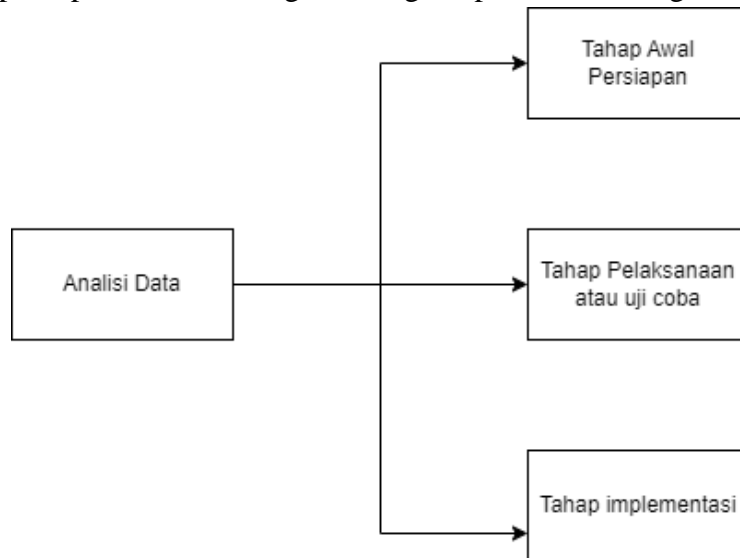 Tahap Awal
Persiapan
Analisi Data
Tahap Pelaksanaan
atau uji coba
Tahap implementasi